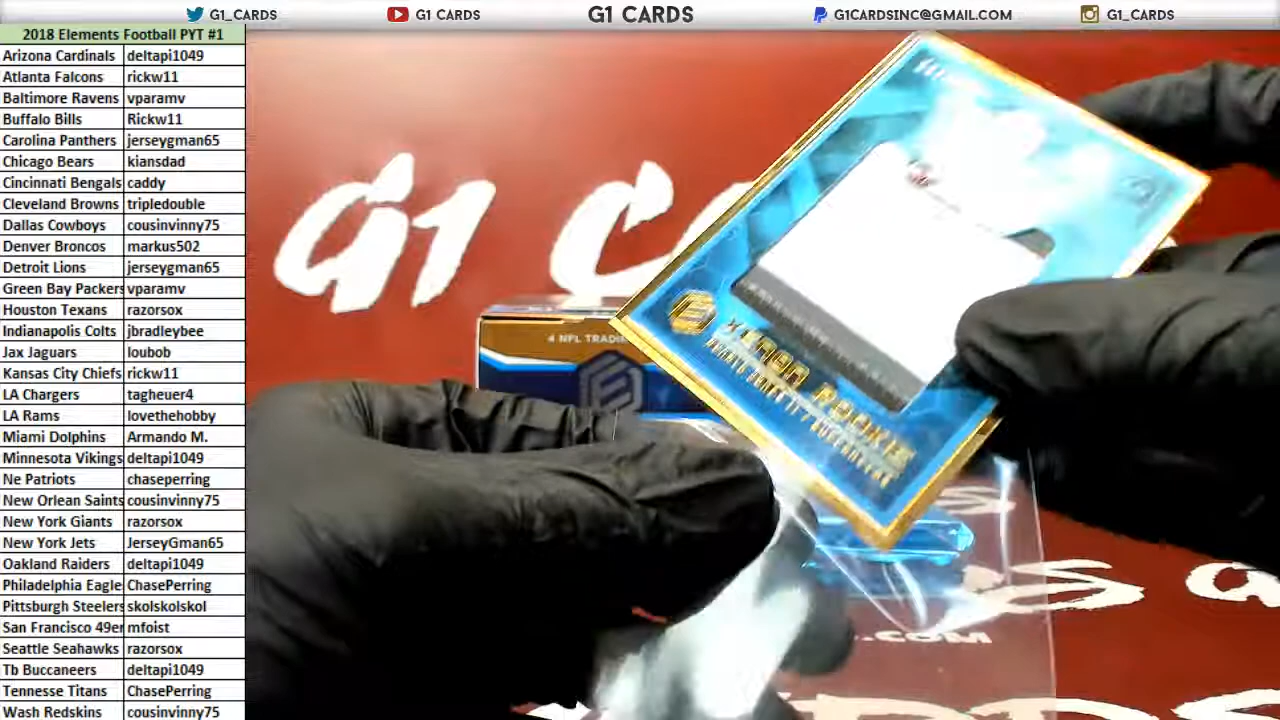 G1_CARDS
G1 CARDS
G1 CARDS
G1CARDSINC@GMAIL.COM
G1_CARDS
2018 Elements Football PYT #1
Arizona Cardinals deltapi1049
Atlanta Falcons rickw11
Baltimore Ravens vparamv
Buffalo Bills Rickw11
Carolina Panthers jerseygman65
Chicago Bears kiansdad
Cincinnati Bengals caddy
Cleveland Browns tripledouble
Dallas Cowboys cousinvinny75
Denver Broncos markus502
Detroit Lions jerseygman65
Green Bay Packers vparamv
Houston Texans razorsox
Indianapolis Colts jbradleybee
Jax Jaguars loubob
Kansas City Chiefs rickw11
LA Chargers tagheuer4
LA Rams lovethehobby
Miami Dolphins Armando M.
Minnesota Vikings deltapi1049
Ne Patriots chaseperring
New Orlean Saints cousinvinny75
New York Giants razorsox
New York Jets JerseyGman65
Oakland Raiders deltapi1049
Philadelphia Eagle ChasePerring
Pittsburgh Steelers skolskolskol
San Francisco 49er mfoist
Seattle Seahawks razorsox
Tb Buccaneers deltapi1049
Tennesse Titans ChasePerring
Wash Redskins cousinvinny75
G1 C
4 NFL TRADI
XENON ROOKIE
.COM